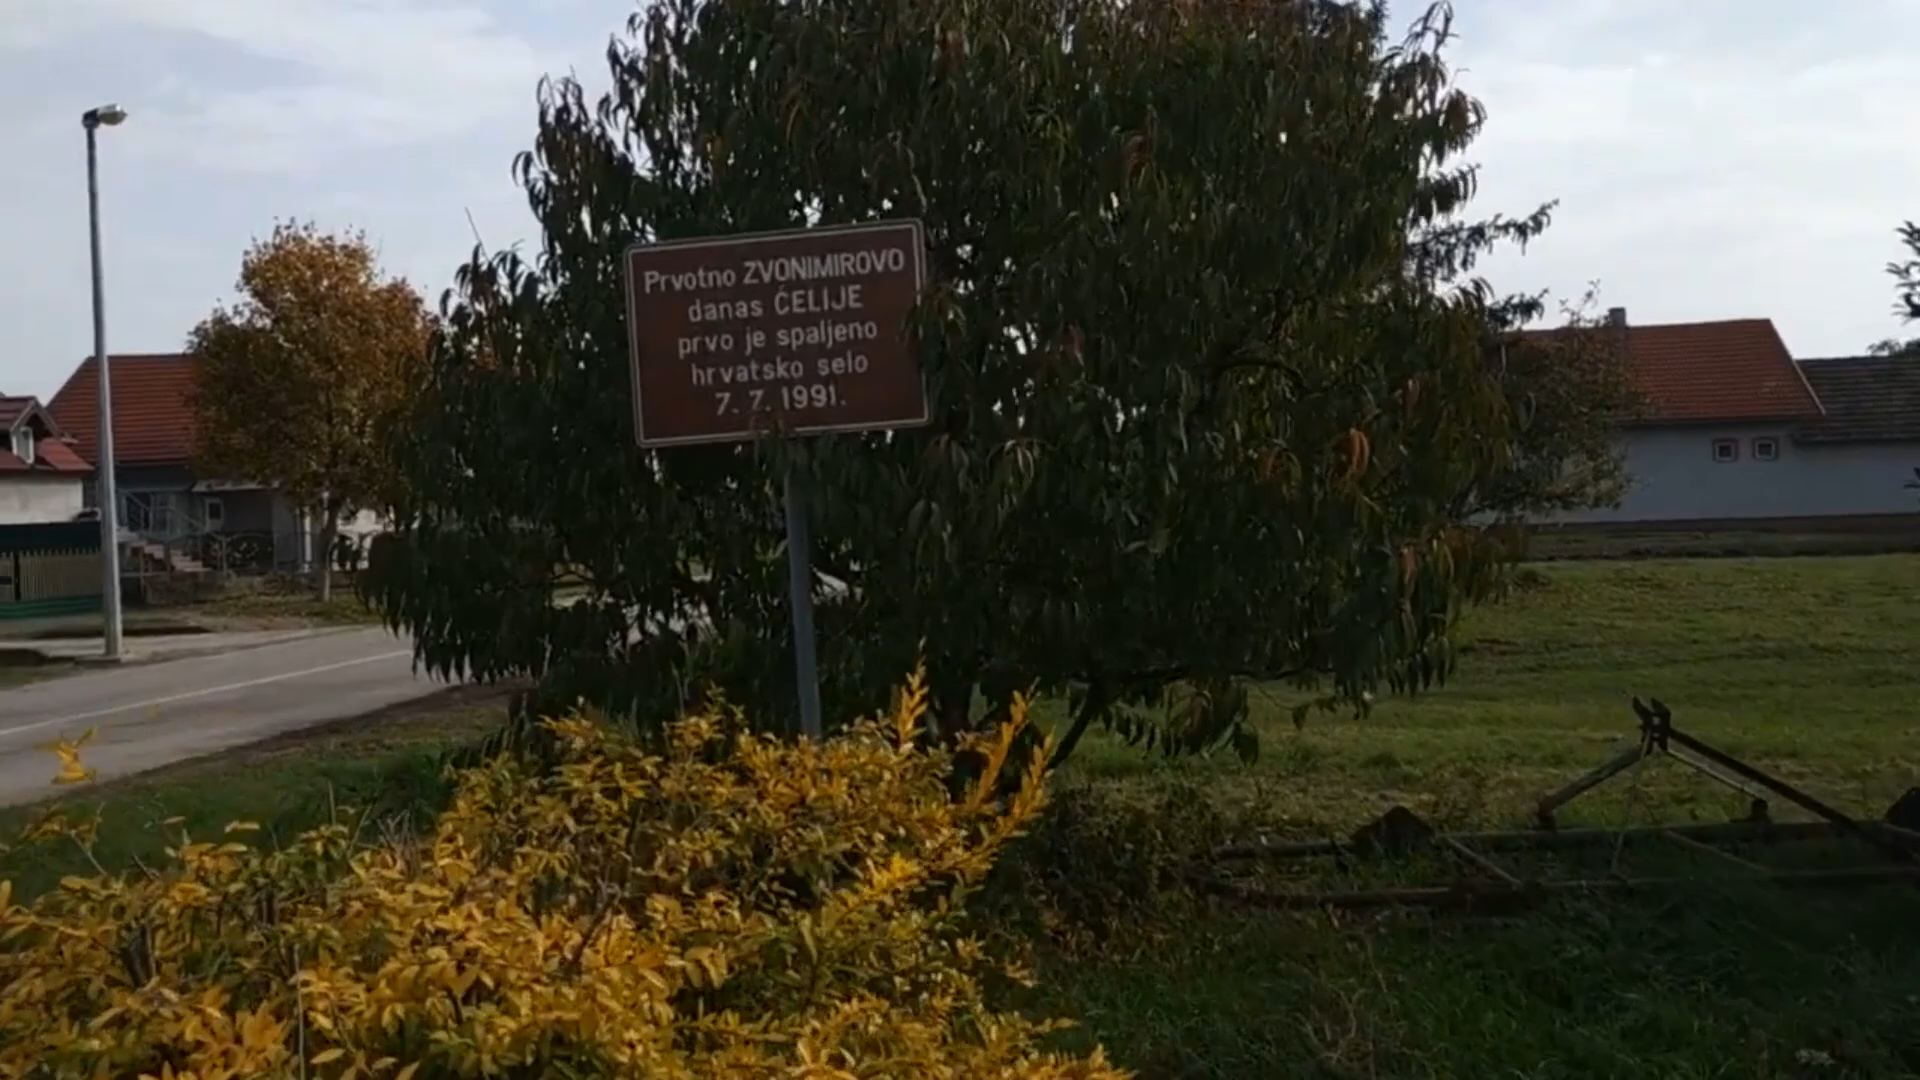 Prvotno ZVONIMIROVO
danas ĆELIJE
prvo je spaljeno
hrvatsko selo
7. 7. 1991.